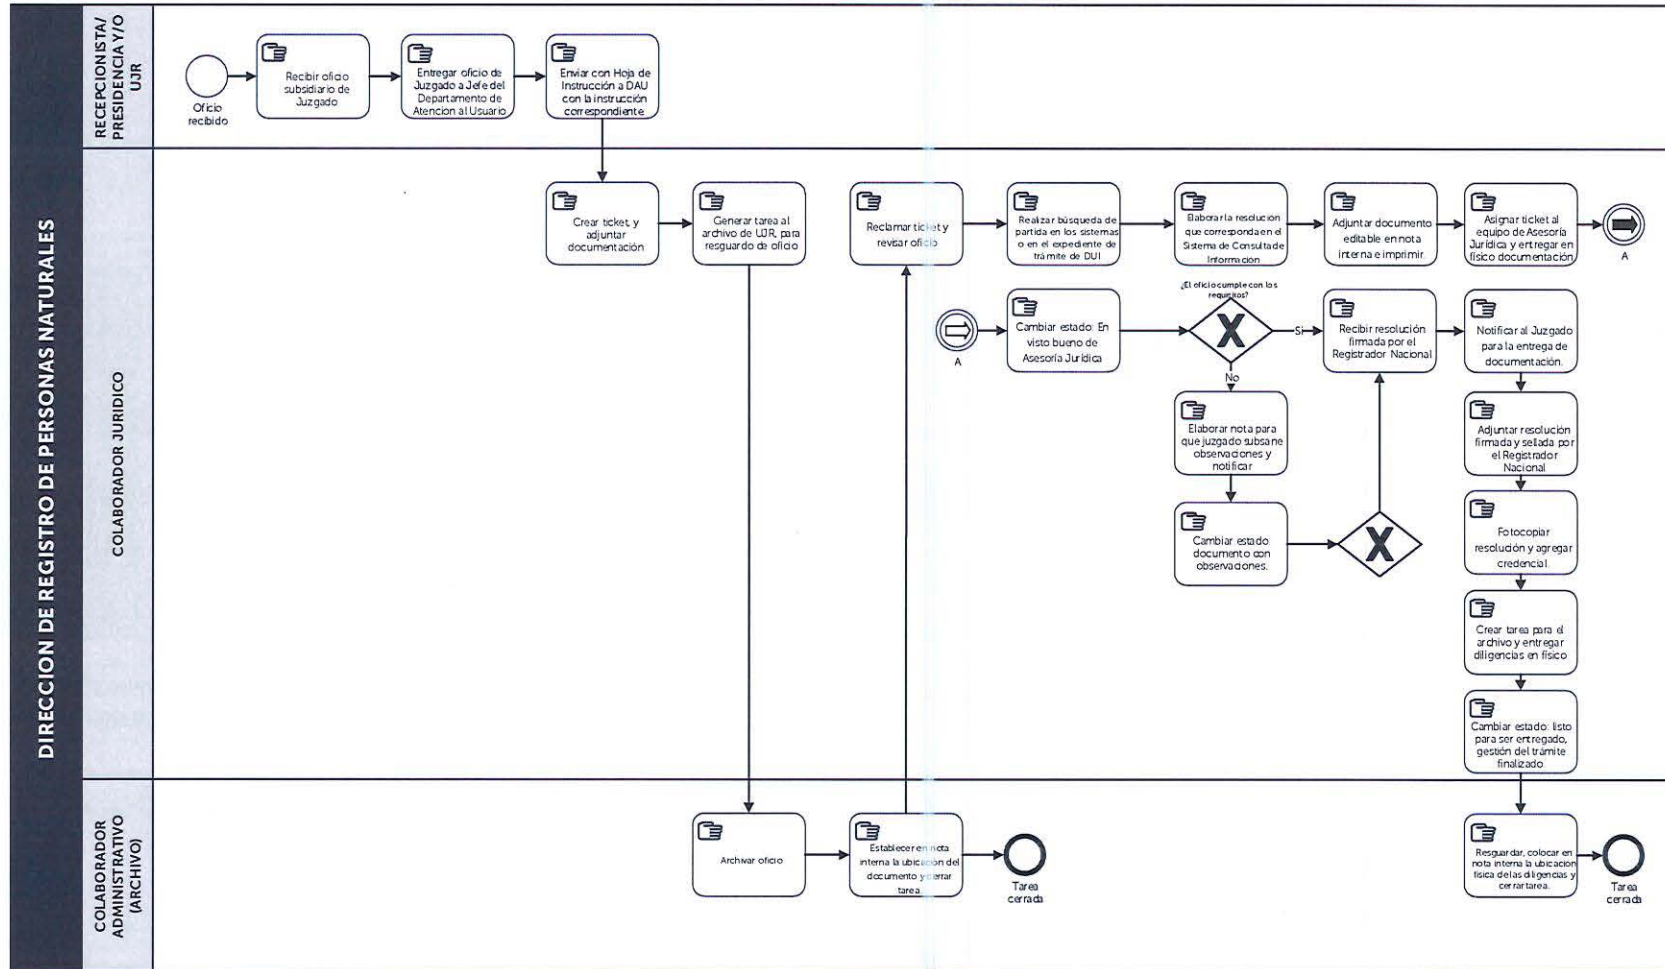 DIRECCION DE REGISTRO DE PERSONAS NATURALES
RECEPCIONISTA/
PRESIDENCIA Y/O
UJR
Oficio
recibido
Recibir oficio
subsidiario de
Juzgado
Entregar oficio de
Juzgado a Jefe del
Departamento de
Atencion al Usuario
Enviar con Hoja de
Instrucción a DAU
con la instrucción
correspondiente
COLABORADOR JURIDICO
Crear ticket, y
adjuntar
documentación
Generar tarea al
archivo de UJR, para
resguardo de oficio
Reclamar ticket y
revisar oficio
Realizar búsqueda de
partida en los sistemas
o en el expediente de
trámite de DUI
Elaborar la resolución
que corresponda en el
Sistema de Consulta de
Información
Adjuntar documento
editable en nota
interna e imprimir.
Asignar ticket al
equipo de Asesoría
Jurídica y entregar en
físico documentación
A
A
Cambiar estado: En
visto bueno de
Asesoría Jurídica
¿El oficio cumple con los
requisitos?
X
Si
No
Recibir resolución
firmada por el
Registrador Nacional
Notificar al Juzgado
para la entrega de
documentación.
Elaborar nota para
que juzgado subsane
observaciones y
notificar
Adjuntar resolución
firmada y sellada por
el Registrador
Nacional
Cambiar estado:
documento con
observaciones.
X
Fotocopiar
resolución y agregar
credencial.
Crear tarea para el
archivo y entregar
diligencias en físico
Cambiar estado: listo
para ser entregado,
gestión del trámite
finalizado
COLABORADOR
ADMINISTRATIVO
(ARCHIVO)
Archivar oficio
Establecer en nota
interna la ubicación del
documento y cerrar
tarea.
Tarea
cerrada
Resguardar, colocar en
nota interna la ubicación
física de las diligencias y
cerrar tarea.
Tarea
cerrada